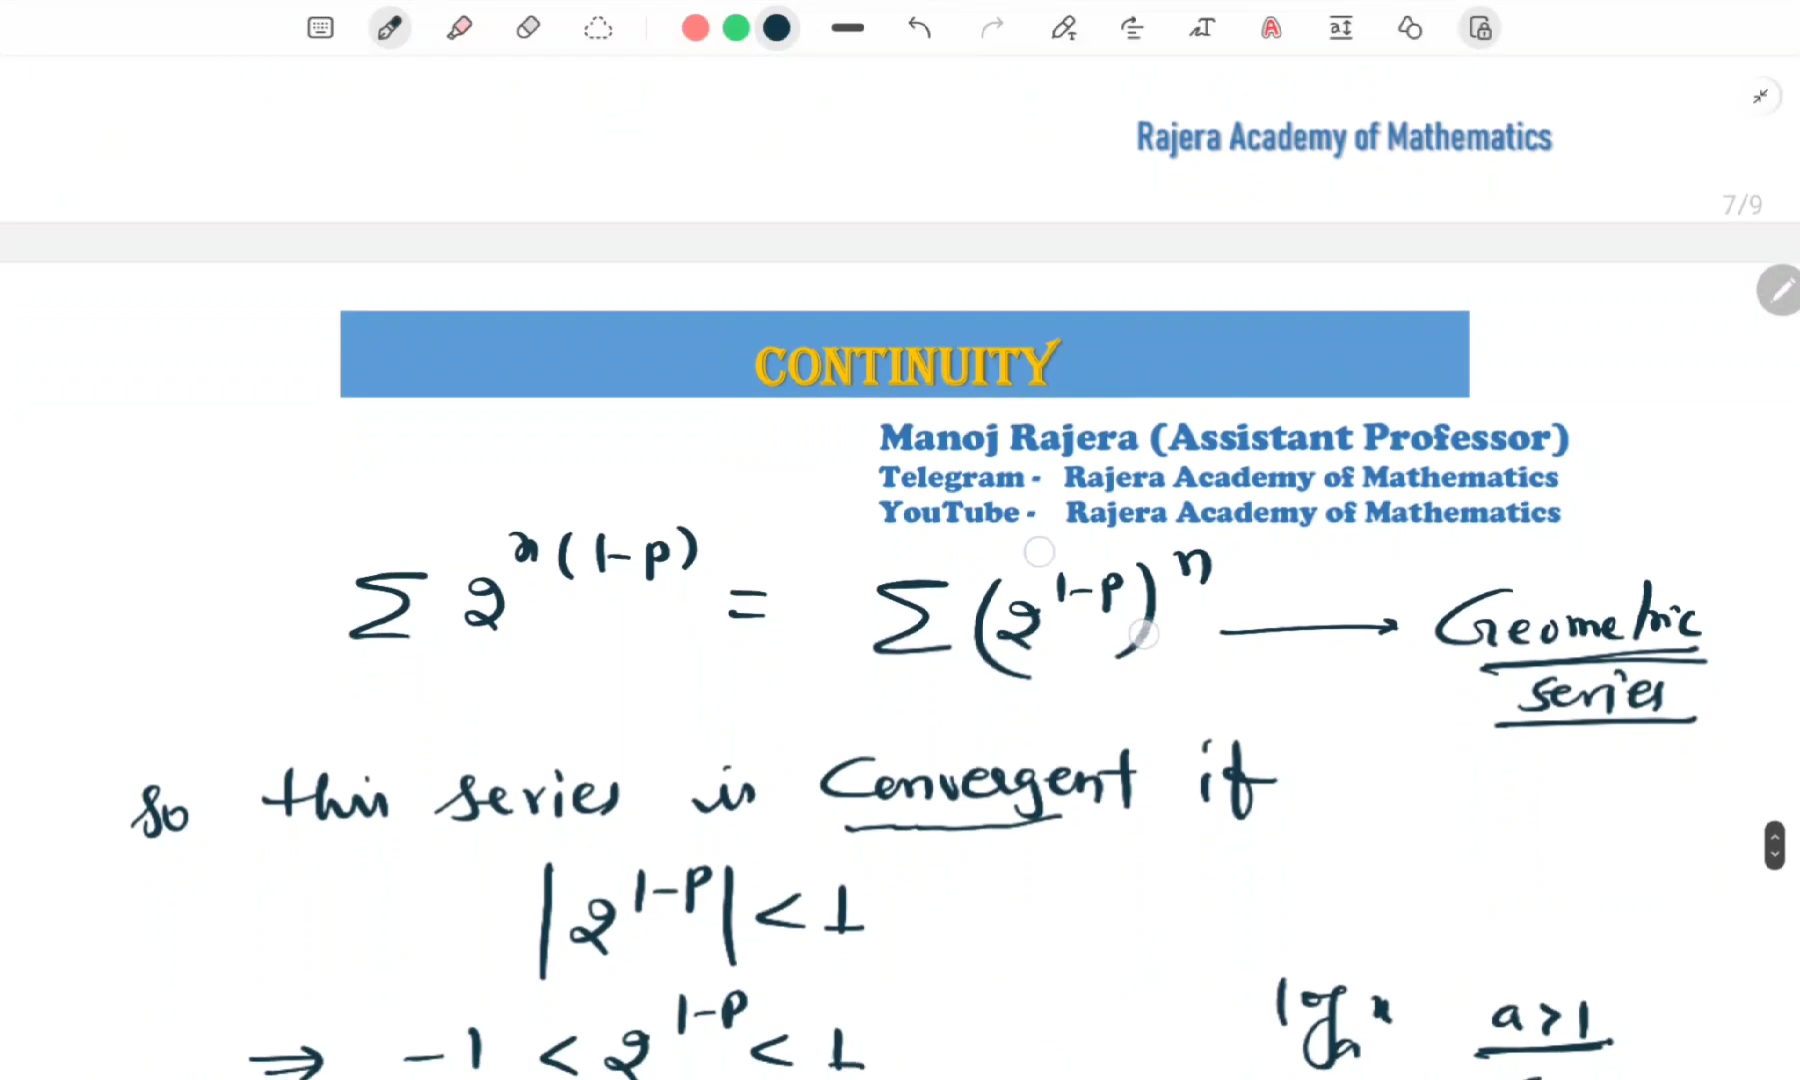 Rajera Academy of Mathematics
7/9
CONTINUITY
Manoj Rajera (Assistant Professor)
Telegram - Rajera Academy of Mathematics
YouTube - Rajera Academy of Mathematics
∑ 2^{n(1-p)} = ∑ (2^{1-p})^n ⟶ Geometric
series
So this series is Convergent if
|2^{1-p}| < 1
⇒ -1 < 2^{1-p} < 1
log_a x a > 1